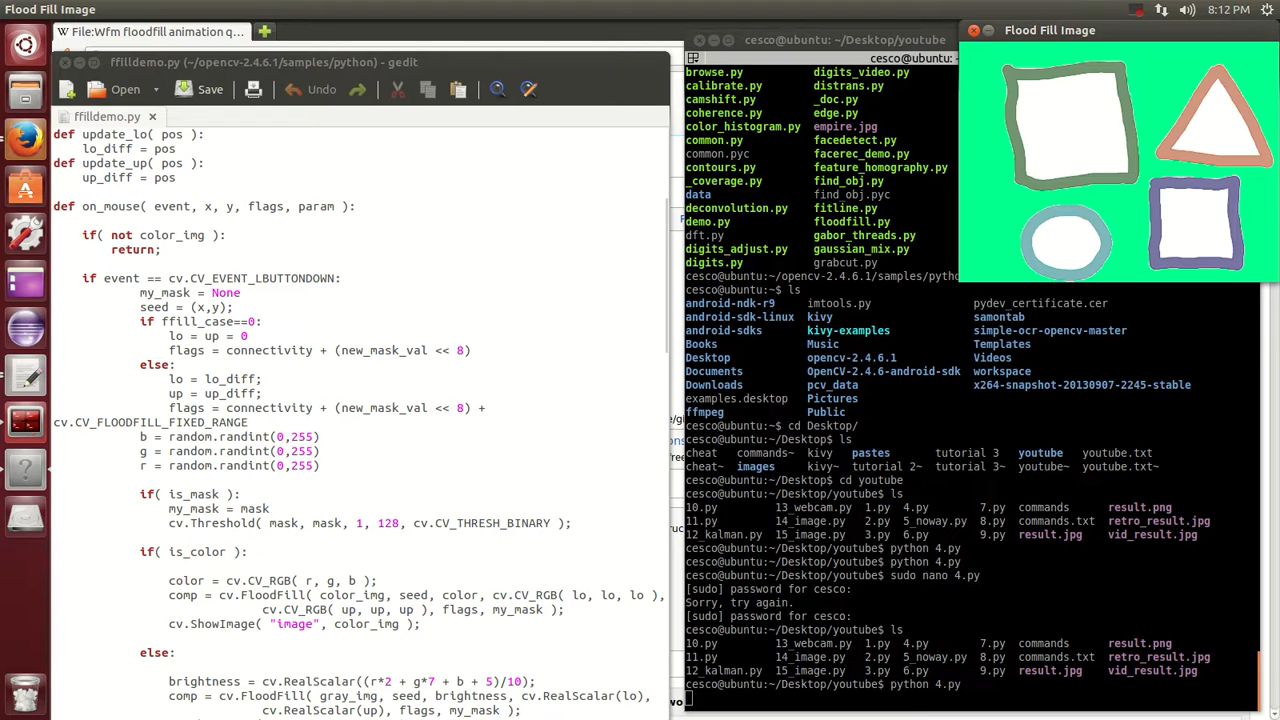 Flood Fill Image
8:12 PM
W File:Wfm floodfill animation q...
ffilldemo.py (~/opencv-2.4.6.1/samples/python) - gedit
Open
Save
Undo
ffilldemo.py
def update_lo( pos ):
lo_diff = pos
def update_up( pos ):
up_diff = pos
def on_mouse( event, x, y, flags, param ):
if( not color_img ):
return;
if event == cv.CV_EVENT_LBUTTONDOWN:
my_mask = None
seed = (x,y);
if ffill_case==0:
lo = up = 0
flags = connectivity + (new_mask_val << 8)
else:
lo = lo_diff;
up = up_diff;
flags = connectivity + (new_mask_val << 8) +
cv.CV_FLOODFILL_FIXED_RANGE
b = random.randint(0,255)
g = random.randint(0,255)
r = random.randint(0,255)
if( is_mask ):
my_mask = mask
cv.Threshold( mask, mask, 1, 128, cv.CV_THRESH_BINARY );
if( is_color ):
color = cv.CV_RGB( r, g, b );
comp = cv.FloodFill( color_img, seed, color, cv.CV_RGB( lo, lo, lo ),
cv.CV_RGB( up, up, up ), flags, my_mask );
cv.ShowImage( "image", color_img );
else:
brightness = cv.RealScalar((r*2 + g*7 + b + 5)/10);
comp = cv.FloodFill( gray_img, seed, brightness, cv.RealScalar(lo),
cv.RealScalar(up), flags, my_mask );
cesco@ubuntu: ~/Desktop/youtube
cesco@ubuntu: ~
browse.py digits_video.py
calibrate.py distrans.py
camshift.py _doc.py
coherence.py edge.py
color_histogram.py empire.jpg
common.py facedetect.py
common.pyc facerec_demo.py
contours.py feature_homography.py
_coverage.py find_obj.py
data find_obj.pyc
deconvolution.py fitline.py
demo.py floodfill.py
dft.py gabor_threads.py
digits_adjust.py gaussian_mix.py
digits.py grabcut.py
cesco@ubuntu:~/opencv-2.4.6.1/samples/pytho
cesco@ubuntu:~$ ls
android-ndk-r9 imtools.py pydev_certificate.cer
android-sdk-linux kivy samontab
android-sdks kivy-examples simple-ocr-opencv-master
Books Music Templates
Desktop opencv-2.4.6.1 Videos
Documents OpenCV-2.4.6-android-sdk workspace
Downloads pcv_data x264-snapshot-20130907-2245-stable
examples.desktop Pictures
ffmpeg Public
cesco@ubuntu:~$ cd Desktop/
cesco@ubuntu:~/Desktop$ ls
cheat commands~ kivy pastes tutorial 3 youtube youtube.txt
cheat~ images kivy~ tutorial 2~ tutorial 3~ youtube~ youtube.txt~
cesco@ubuntu:~/Desktop$ cd youtube
cesco@ubuntu:~/Desktop/youtube$ ls
10.py 13_webcam.py 1.py 4.py 7.py commands result.png
11.py 14_image.py 2.py 5_noway.py 8.py commands.txt retro_result.jpg
12_kalman.py 15_image.py 3.py 6.py 9.py result.jpg vid_result.jpg
cesco@ubuntu:~/Desktop/youtube$ python 4.py
cesco@ubuntu:~/Desktop/youtube$ python 4.py
cesco@ubuntu:~/Desktop/youtube$ sudo nano 4.py
[sudo] password for cesco:
Sorry, try again.
[sudo] password for cesco:
cesco@ubuntu:~/Desktop/youtube$ ls
10.py 13_webcam.py 1.py 4.py 7.py commands result.png
11.py 14_image.py 2.py 5_noway.py 8.py commands.txt retro_result.jpg
12_kalman.py 15_image.py 3.py 6.py 9.py result.jpg vid_result.jpg
cesco@ubuntu:~/Desktop/youtube$ python 4.py
Flood Fill Image